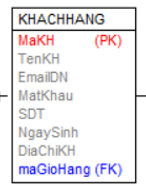 KHACHHANG
MaKH (PK)
TenKH
EmailDN
MatKhau
SDT
NgaySinh
DiaChiKH
maGioHang (FK)